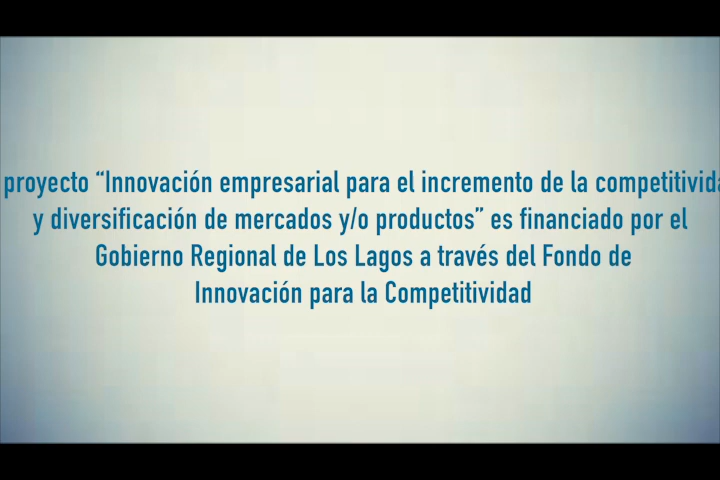 proyecto “Innovación empresarial para el incremento de la competitivida
y diversificación de mercados y/o productos” es financiado por el
Gobierno Regional de Los Lagos a través del Fondo de
Innovación para la Competitividad